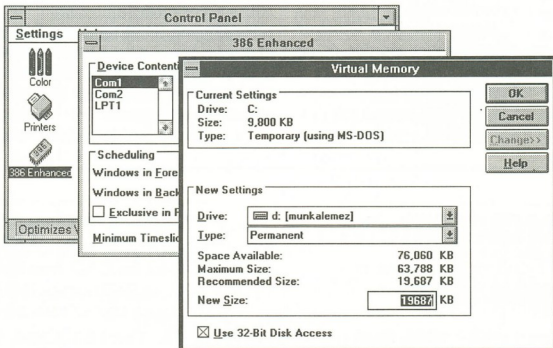 Control Panel
Settings
Color
Printers
386 Enhanced
Optimizes
386 Enhanced
Device Contenti
Com1
Com2
LPT1
Scheduling
Windows in Fore
Windows in Back
Exclusive in F
Minimum Timeslic
Virtual Memory
Current Settings
Drive: C:
Size: 9,800 KB
Type: Temporary (using MS-DOS)
OK
Cancel
Change>>
Help
New Settings
Drive: d: [munkalemez]
Type: Permanent
Space Available: 76,060 KB
Maximum Size: 63,788 KB
Recommended Size: 19,687 KB
New Size: 19687 KB
Use 32-Bit Disk Access